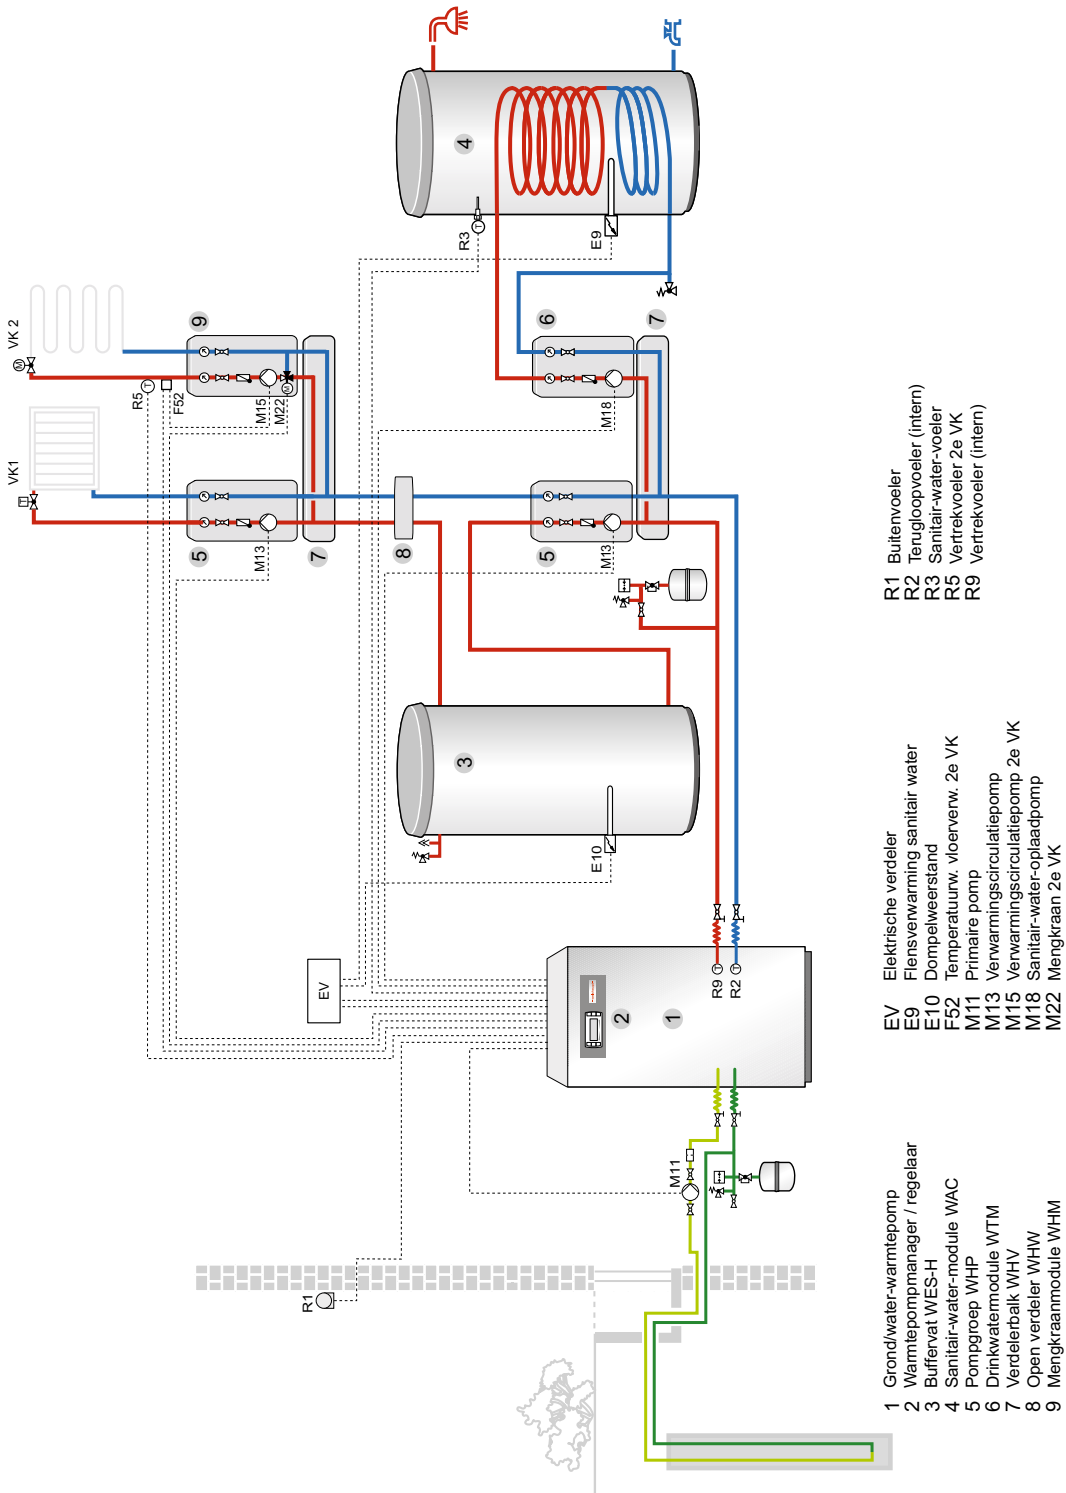 VK1
VK 2
R5
F52
M15
M22
M13
9
5
7
8
R3
E9
4
6
7
M18
5
M13
3
E10
EV
R9
R2
2
1
M11
R1
T
T
T
T
M
M
1 Grond/water-warmtepomp
2 Warmtepompmanager / regelaar
3 Buffervat WES-H
4 Sanitair-water-module WAC
5 Pompgroep WHP
6 Drinkwatermodule WTM
7 Verdelerbalk WHV
8 Open verdeler WHW
9 Mengkraanmodule WHM
EV Elektrische verdeler
E9 Flensverwarming sanitair water
E10 Dompelweerstand
F52 Temperatuurw. vloerverw. 2e VK
M11 Primaire pomp
M13 Verwarmingscirculatiepomp
M15 Verwarmingscirculatiepomp 2e VK
M18 Sanitair-water-oplaadpomp
M22 Mengkraan 2e VK
R1 Buitenvoeler
R2 Terugloopvoeler (intern)
R3 Sanitair-water-voeler
R5 Vertrekvoeler 2e VK
R9 Vertrekvoeler (intern)